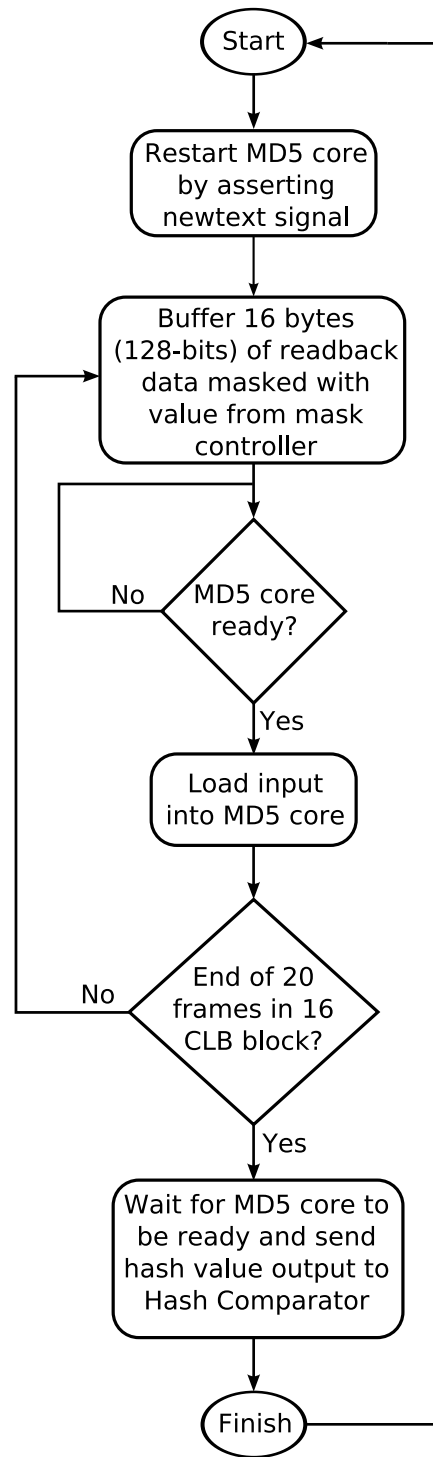 Start
Restart MD5 core
by asserting
newtext signal
Buffer 16 bytes
(128-bits) of readback
data masked with
value from mask
controller
No
MD5 core
ready?
Yes
Load input
into MD5 core
No
End of 20
frames in 16
CLB block?
Yes
Wait for MD5 core to
be ready and send
hash value output to
Hash Comparator
Finish